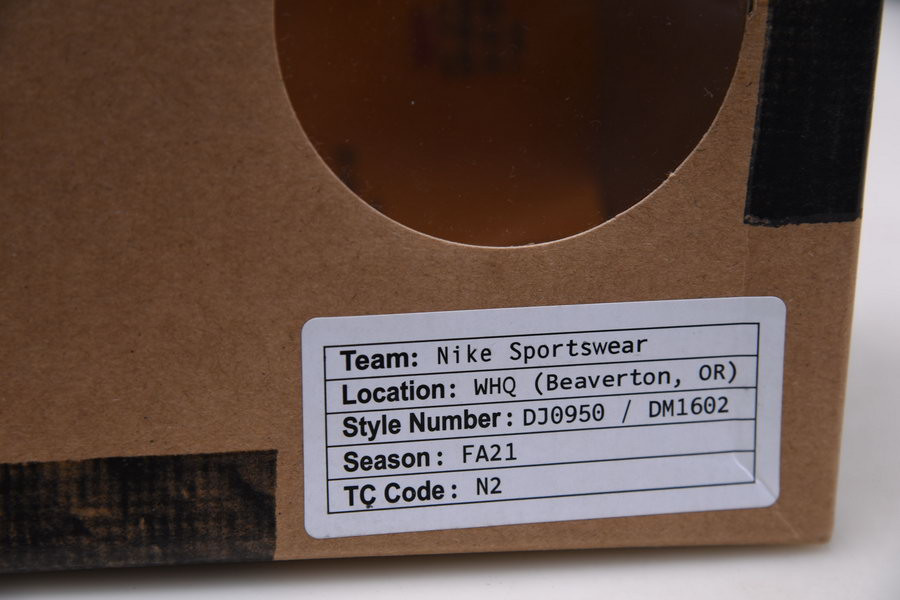 Team: Nike Sportswear
Location: WHQ (Beaverton, OR)
Style Number: DJ0950 / DM1602
Season: FA21
TÇ Code: N2